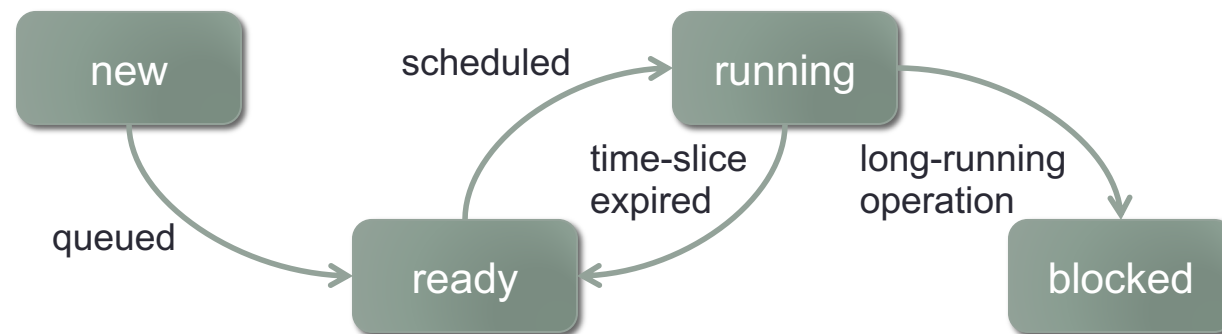 new
scheduled
running
time-slice
expired
long-running
operation
queued
ready
blocked